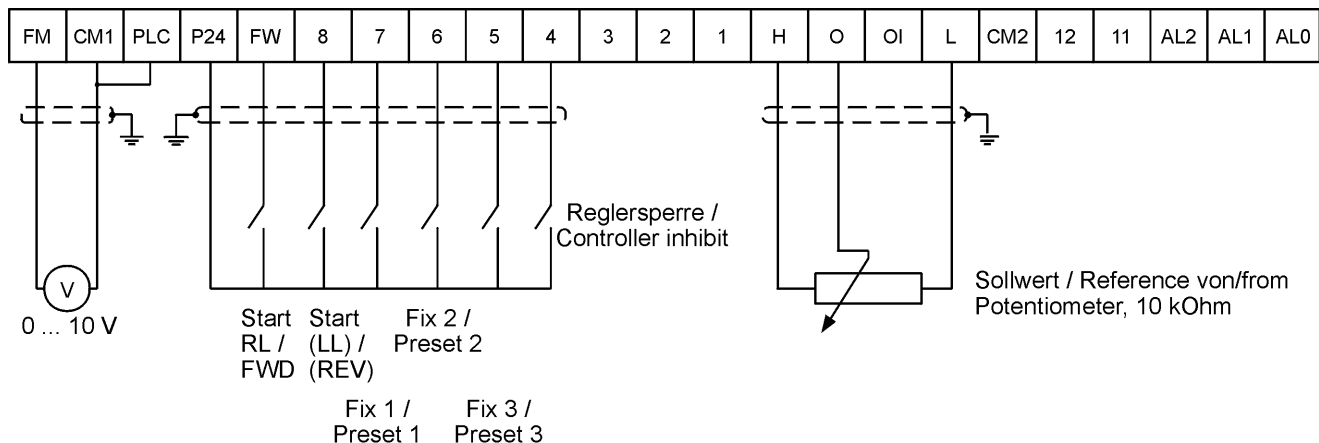 FM CM1 PLC P24 FW 8 7 6 5 4 3 2 1 H O OI L CM2 12 11 AL2 AL1 AL0
Reglersperre /
Controller inhibit
V
0 ... 10 V
Sollwert / Reference von/from
Potentiometer, 10 kOhm
Start
RL /
FWD
Start
(LL) /
(REV)
Fix 2 /
Preset 2
Fix 1 /
Preset 1
Fix 3 /
Preset 3